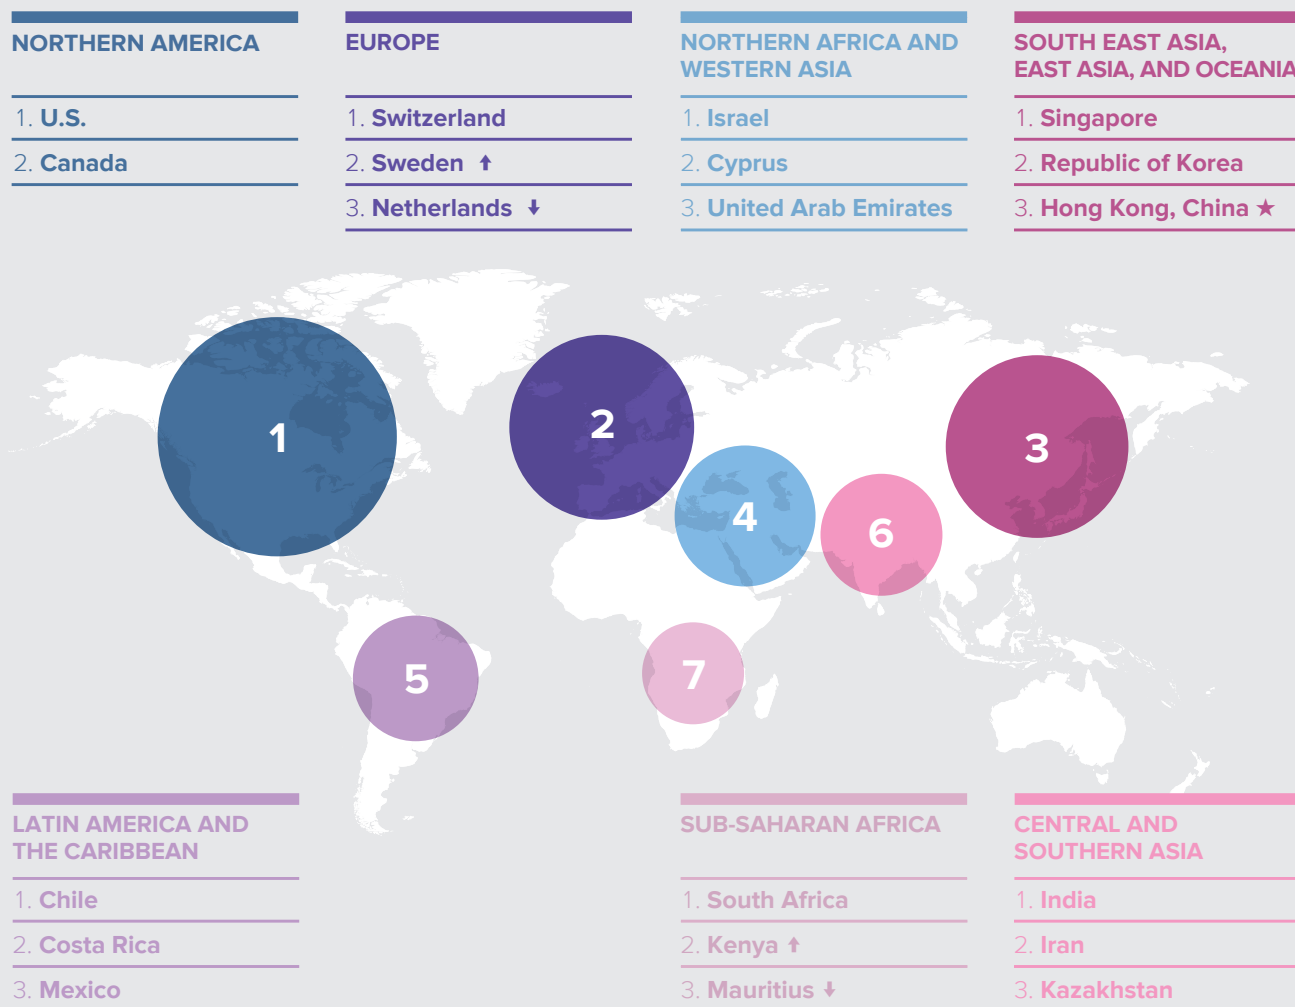 NORTHERN AMERICA
1. U.S.
2. Canada
EUROPE
1. Switzerland
2. Sweden ↑
3. Netherlands ↓
NORTHERN AFRICA AND
WESTERN ASIA
1. Israel
2. Cyprus
3. United Arab Emirates
SOUTH EAST ASIA,
EAST ASIA, AND OCEANIA
1. Singapore
2. Republic of Korea
3. Hong Kong, China ★
1
2
3
4
6
5
7
LATIN AMERICA AND
THE CARIBBEAN
1. Chile
2. Costa Rica
3. Mexico
SUB-SAHARAN AFRICA
1. South Africa
2. Kenya ↑
3. Mauritius ↓
CENTRAL AND
SOUTHERN ASIA
1. India
2. Iran
3. Kazakhstan